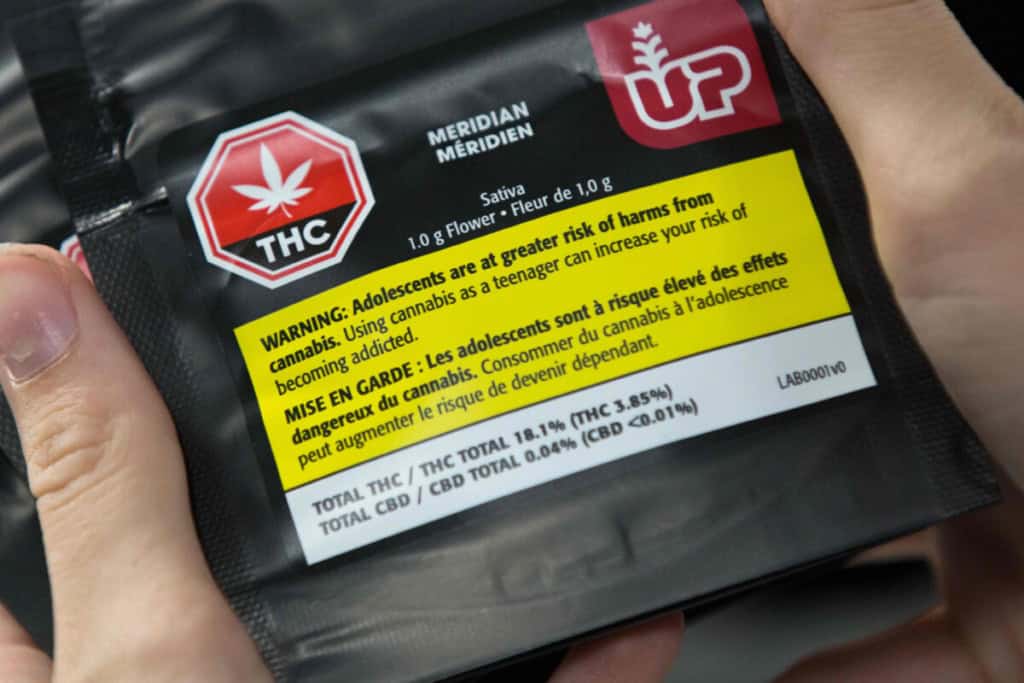 UP
MERIDIAN
MÉRIDIEN
THC
Sativa
1.0 g Flower • Fleur de 1,0 g
WARNING: Adolescents are at greater risk of harms from
cannabis. Using cannabis as a teenager can increase your risk of
becoming addicted.
MISE EN GARDE : Les adolescents sont à risque élevé des effets
dangereux du cannabis. Consommer du cannabis à l'adolescence
peut augmenter le risque de devenir dépendant.
TOTAL THC / THC TOTAL 18.1% (THC 3.85%)
TOTAL CBD / CBD TOTAL 0.04% (CBD <0.01%)
LAB0001v0